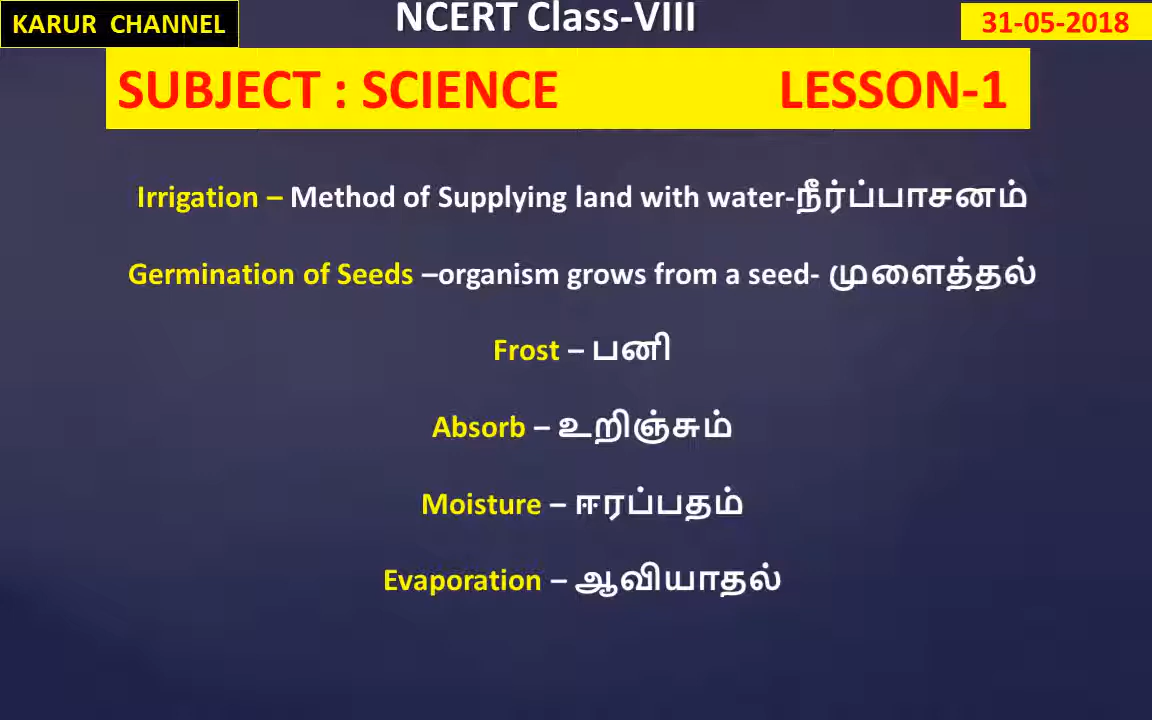 KARUR CHANNEL
NCERT Class-VIII
31-05-2018
SUBJECT : SCIENCE LESSON-1
Irrigation – Method of Supplying land with water-நீர்ப்பாசனம்
Germination of Seeds –organism grows from a seed- முளைத்தல்
Frost – பனி
Absorb – உறிஞ்சும்
Moisture – ஈரப்பதம்
Evaporation – ஆவியாதல்